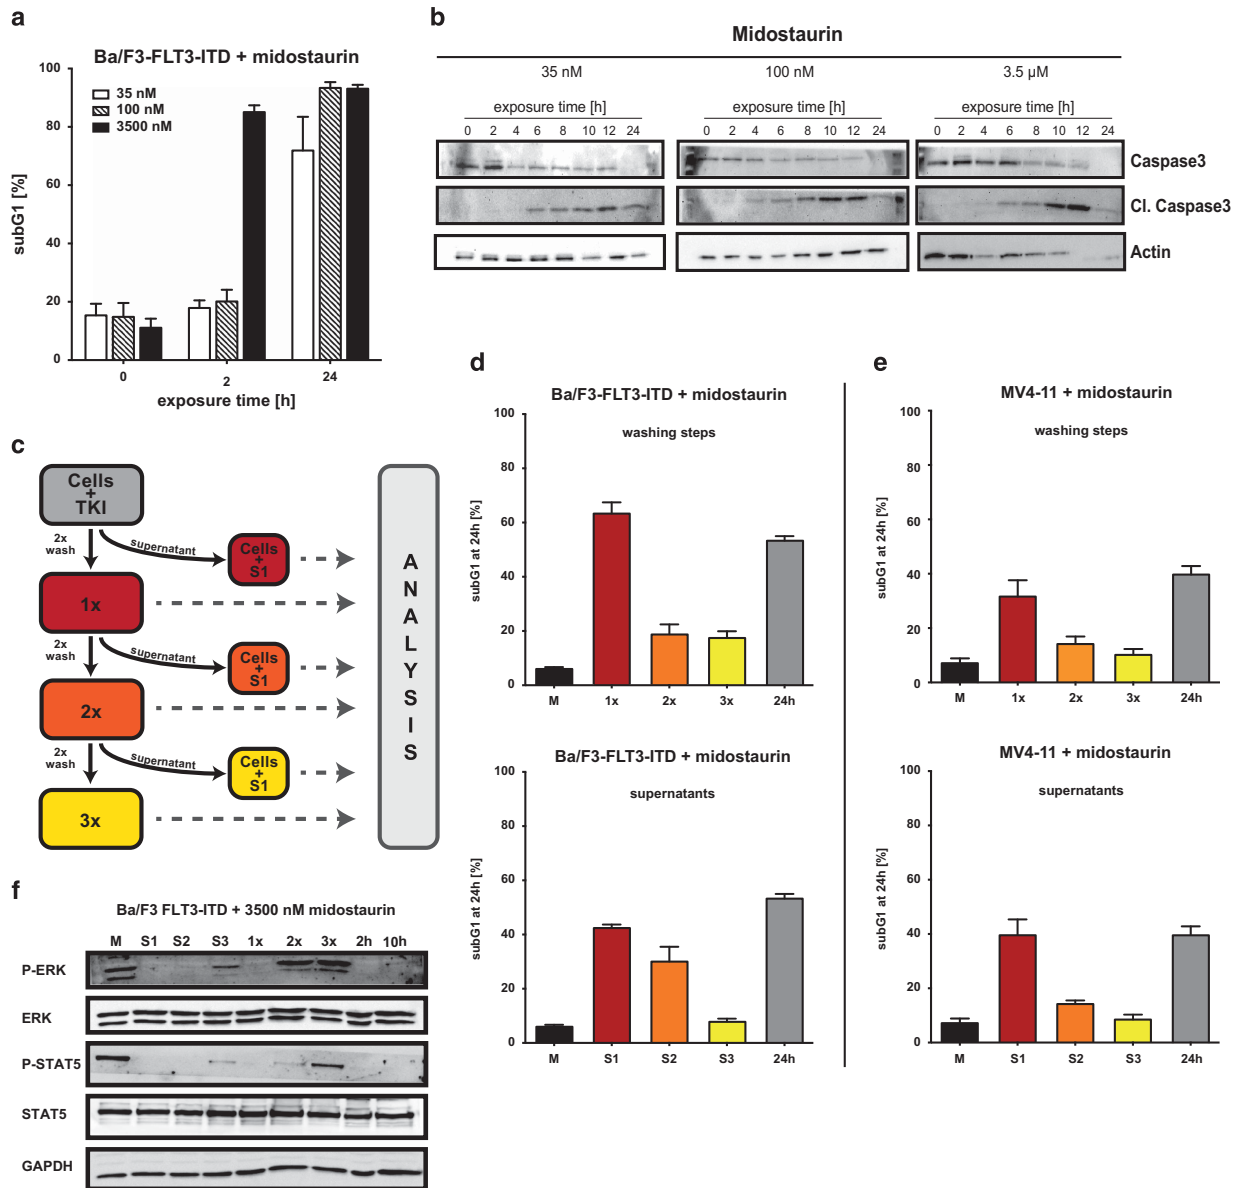 a
Ba/F3-FLT3-ITD + midostaurin
35 nM
100 nM
3500 nM
subG1 [%]
100
80
60
40
20
0
0 2 24
exposure time [h]
b
Midostaurin
35 nM 100 nM 3.5 µM
exposure time [h] exposure time [h] exposure time [h]
0 2 4 6 8 10 12 24 0 2 4 6 8 10 12 24 0 2 4 6 8 10 12 24
Caspase3
Cl. Caspase3
Actin
c
Cells
+
TKI
2x
wash
supernatant
Cells
+
S1
1x
2x
wash
supernatant
Cells
+
S1
2x
2x
wash
supernatant
Cells
+
S1
3x
ANALYSIS
d
Ba/F3-FLT3-ITD + midostaurin
washing steps
subG1 at 24h [%]
100
80
60
40
20
0
M 1x 2x 3x 24h
Ba/F3-FLT3-ITD + midostaurin
supernatants
subG1 at 24h [%]
100
80
60
40
20
0
M S1 S2 S3 24h
e
MV4-11 + midostaurin
washing steps
subG1 at 24h [%]
100
80
60
40
20
0
M 1x 2x 3x 24h
MV4-11 + midostaurin
supernatants
subG1 at 24h [%]
100
80
60
40
20
0
M S1 S2 S3 24h
f
Ba/F3 FLT3-ITD + 3500 nM midostaurin
M S1 S2 S3 1x 2x 3x 2h 10h
P-ERK
ERK
P-STAT5
STAT5
GAPDH